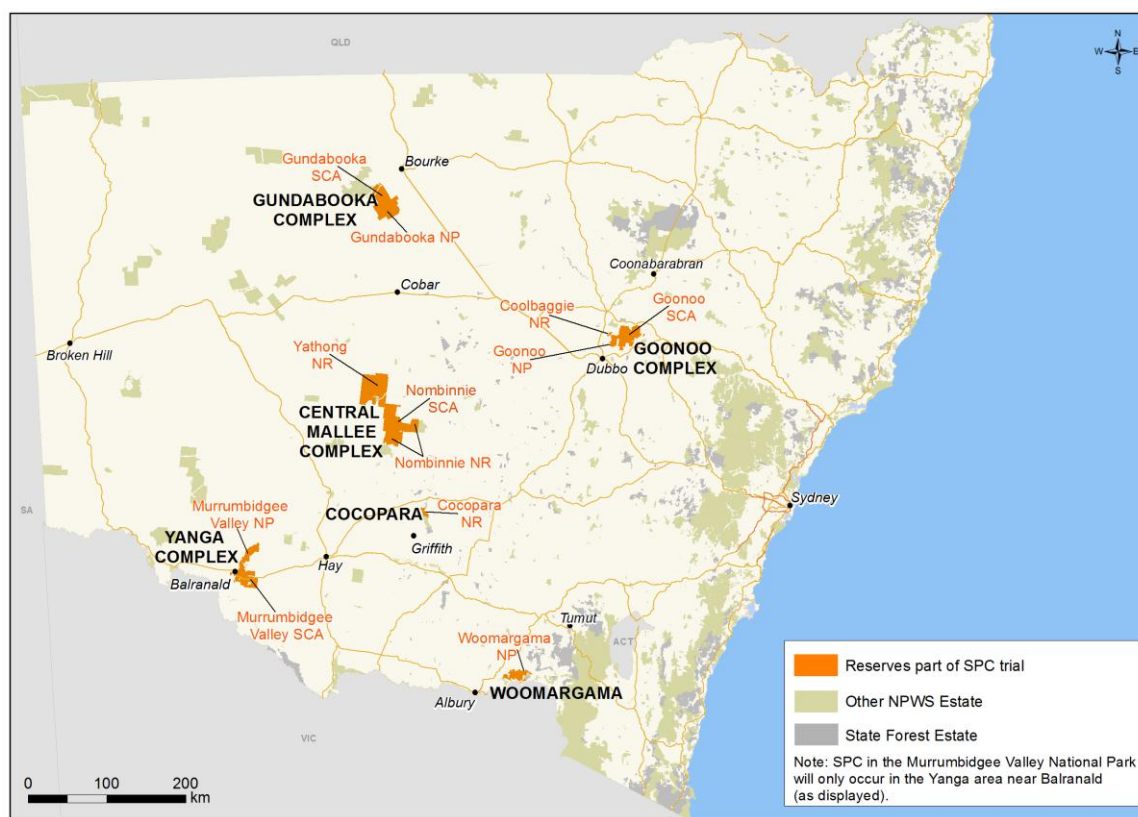 QLD
N
W E
S
Bourke
Gundabooka
SCA
GUNDABOOKA
COMPLEX
Gundabooka NP
Coonabarabran
Cobar
Coolbaggie
NR
Goonoo
SCA
Broken Hill
Goonoo
NP
GOONOO
COMPLEX
Dubbo
Yathong
NR
Nombinnie
SCA
CENTRAL
MALLEE
COMPLEX
Nombinnie NR
Sydney
SA
Murrumbidgee
Valley NP
COCOPARA
Cocopara
NR
YANGA
COMPLEX
Griffith
Hay
Balranald
Murrumbidgee
Valley SCA
Tumut
ACT
Woomargama
NP
WOOMARGAMA
Albury
VIC
Reserves part of SPC trial
Other NPWS Estate
State Forest Estate
Note: SPC in the Murrumbidgee Valley National Park
will only occur in the Yanga area near Balranald
(as displayed).
0 100 200
km